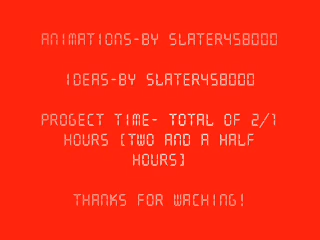 ANIMATIONS-BY SLATER458000
IDEAS-BY SLATER458000
PROGECT TIME- TOTAL OF 2/1
HOURS (TWO AND A HALF
HOURS)
THANKS FOR WACHING!